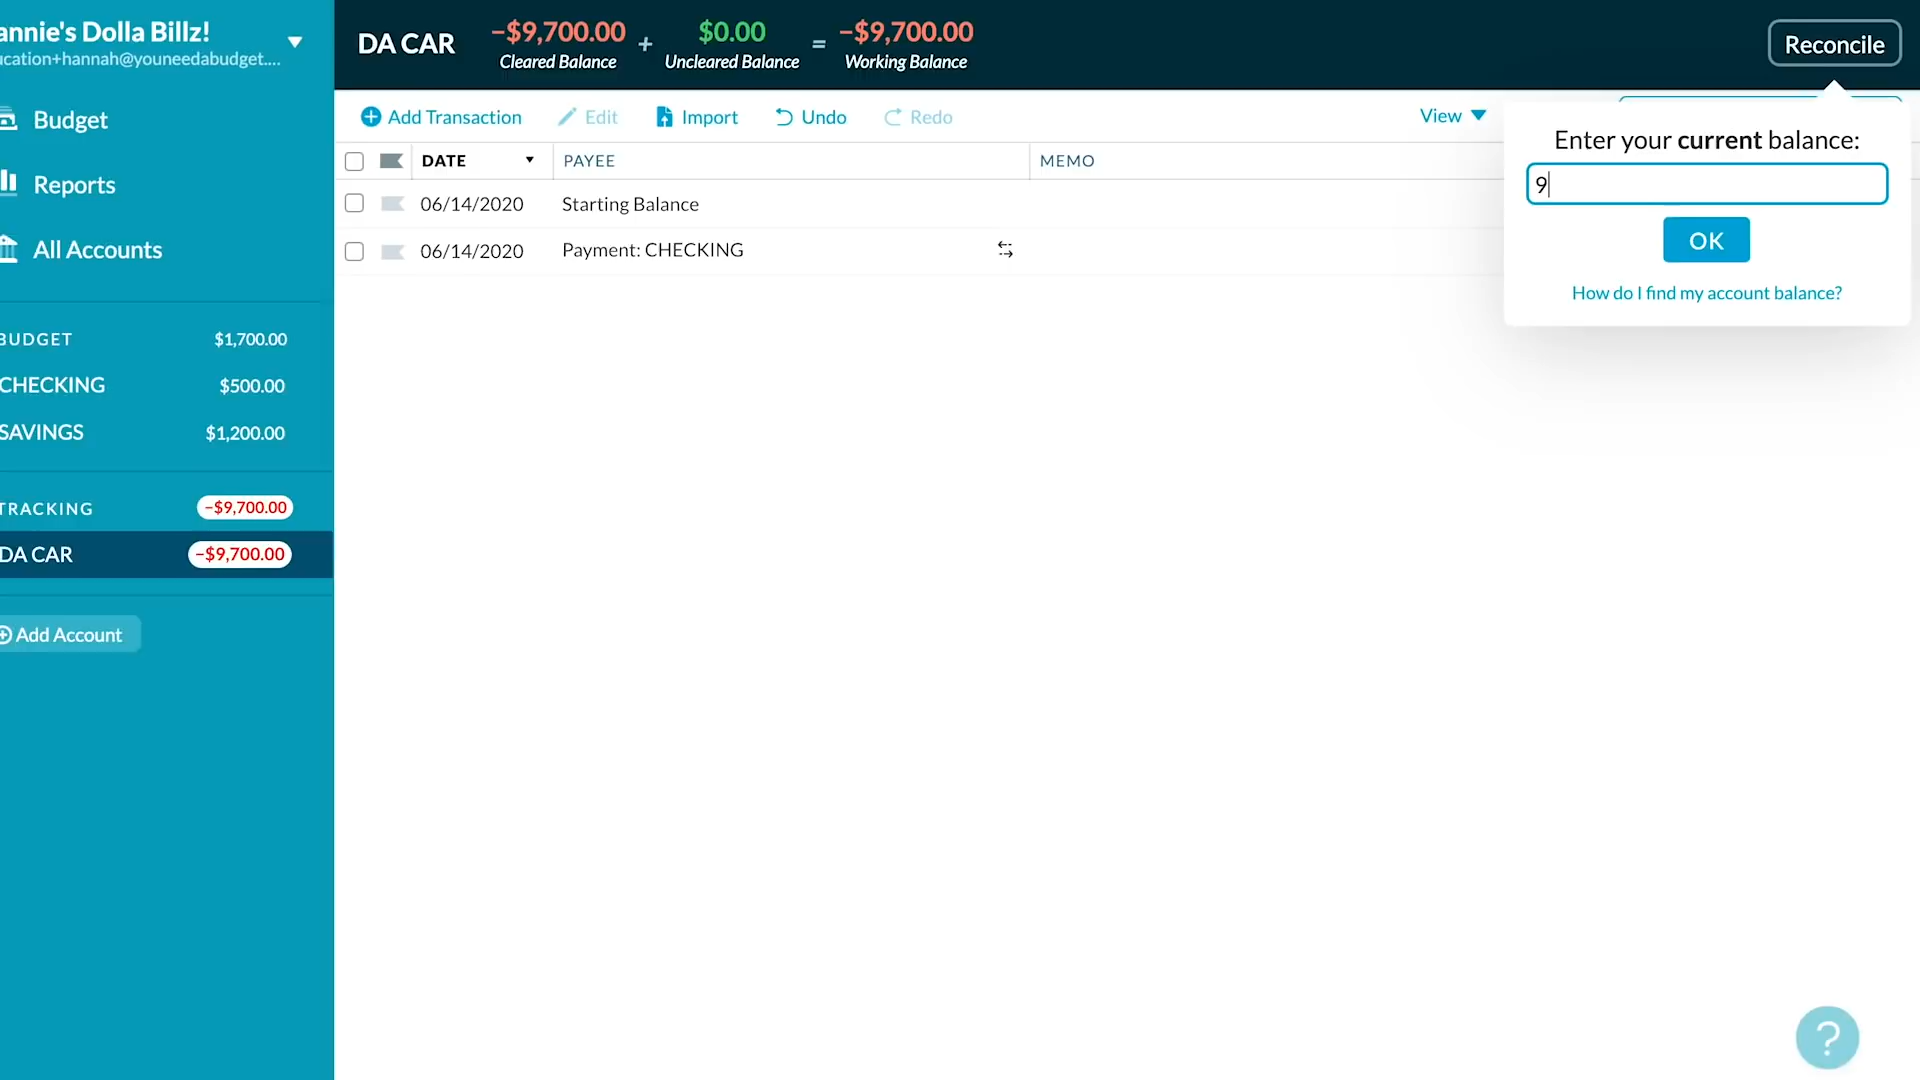 annie's Dolla Billz!
ucation+hannah@youneedabudget....
Budget
Reports
All Accounts
BUDGET $1,700.00
CHECKING $500.00
SAVINGS $1,200.00
TRACKING −$9,700.00
DA CAR −$9,700.00
Add Account
DA CAR
−$9,700.00 + $0.00 = −$9,700.00
Cleared Balance Uncleared Balance Working Balance
Reconcile
Add Transaction Edit Import Undo Redo View
DATE PAYEE MEMO
06/14/2020 Starting Balance
06/14/2020 Payment: CHECKING
Enter your current balance:
9
OK
How do I find my account balance?
?